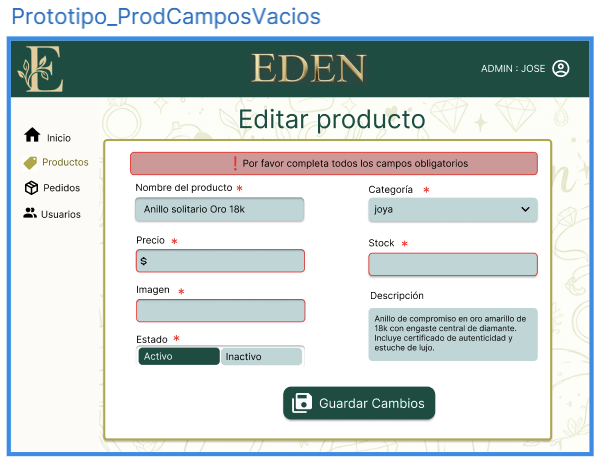 Prototipo_ProdCamposVacios
E
EDEN
ADMIN : JOSE
Editar producto
Inicio
Productos
Pedidos
Usuarios
❗ Por favor completa todos los campos obligatorios
Nombre del producto *
Anillo solitario Oro 18k
Categoría *
joya
Precio *
$
Stock *
Imagen *
Descripción
Anillo de compromiso en oro amarillo de
18k con engaste central de diamante.
Incluye certificado de autenticidad y
estuche de lujo.
Estado *
Activo
Inactivo
Guardar Cambios